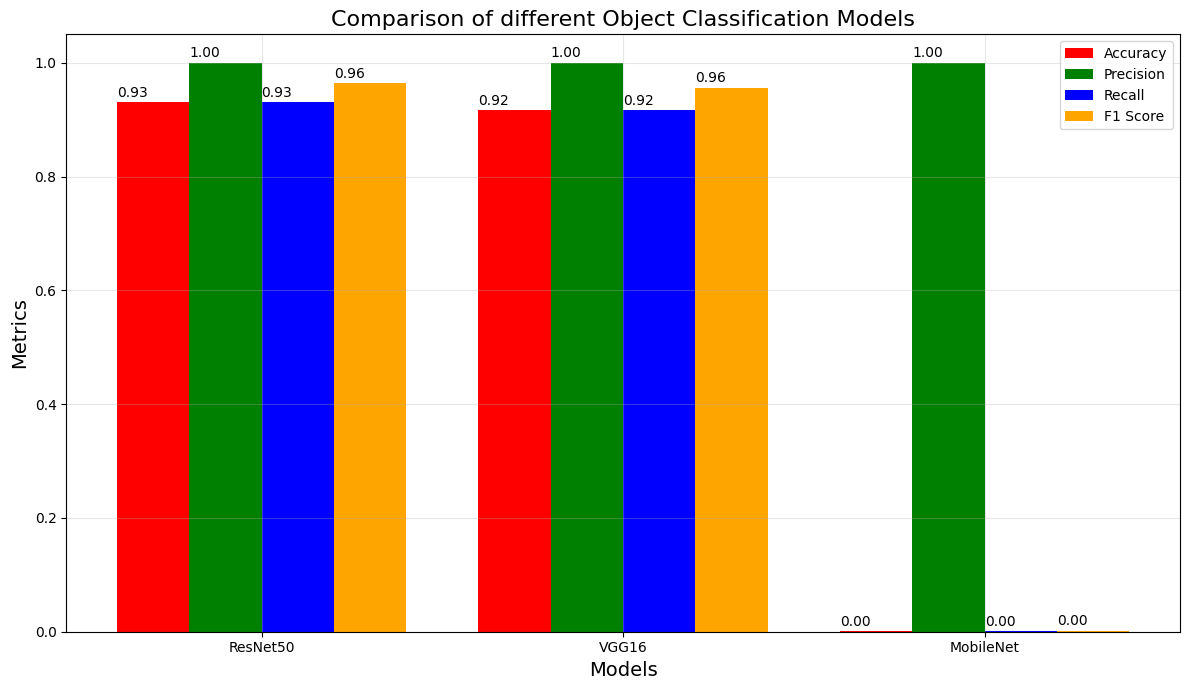 Comparison of different Object Classification Models
Metrics
1.0
0.8
0.6
0.4
0.2
0.0
0.93
1.00
0.93
0.96
0.92
1.00
0.92
0.96
0.00
1.00
0.00
0.00
Accuracy
Precision
Recall
F1 Score
ResNet50
VGG16
MobileNet
Models